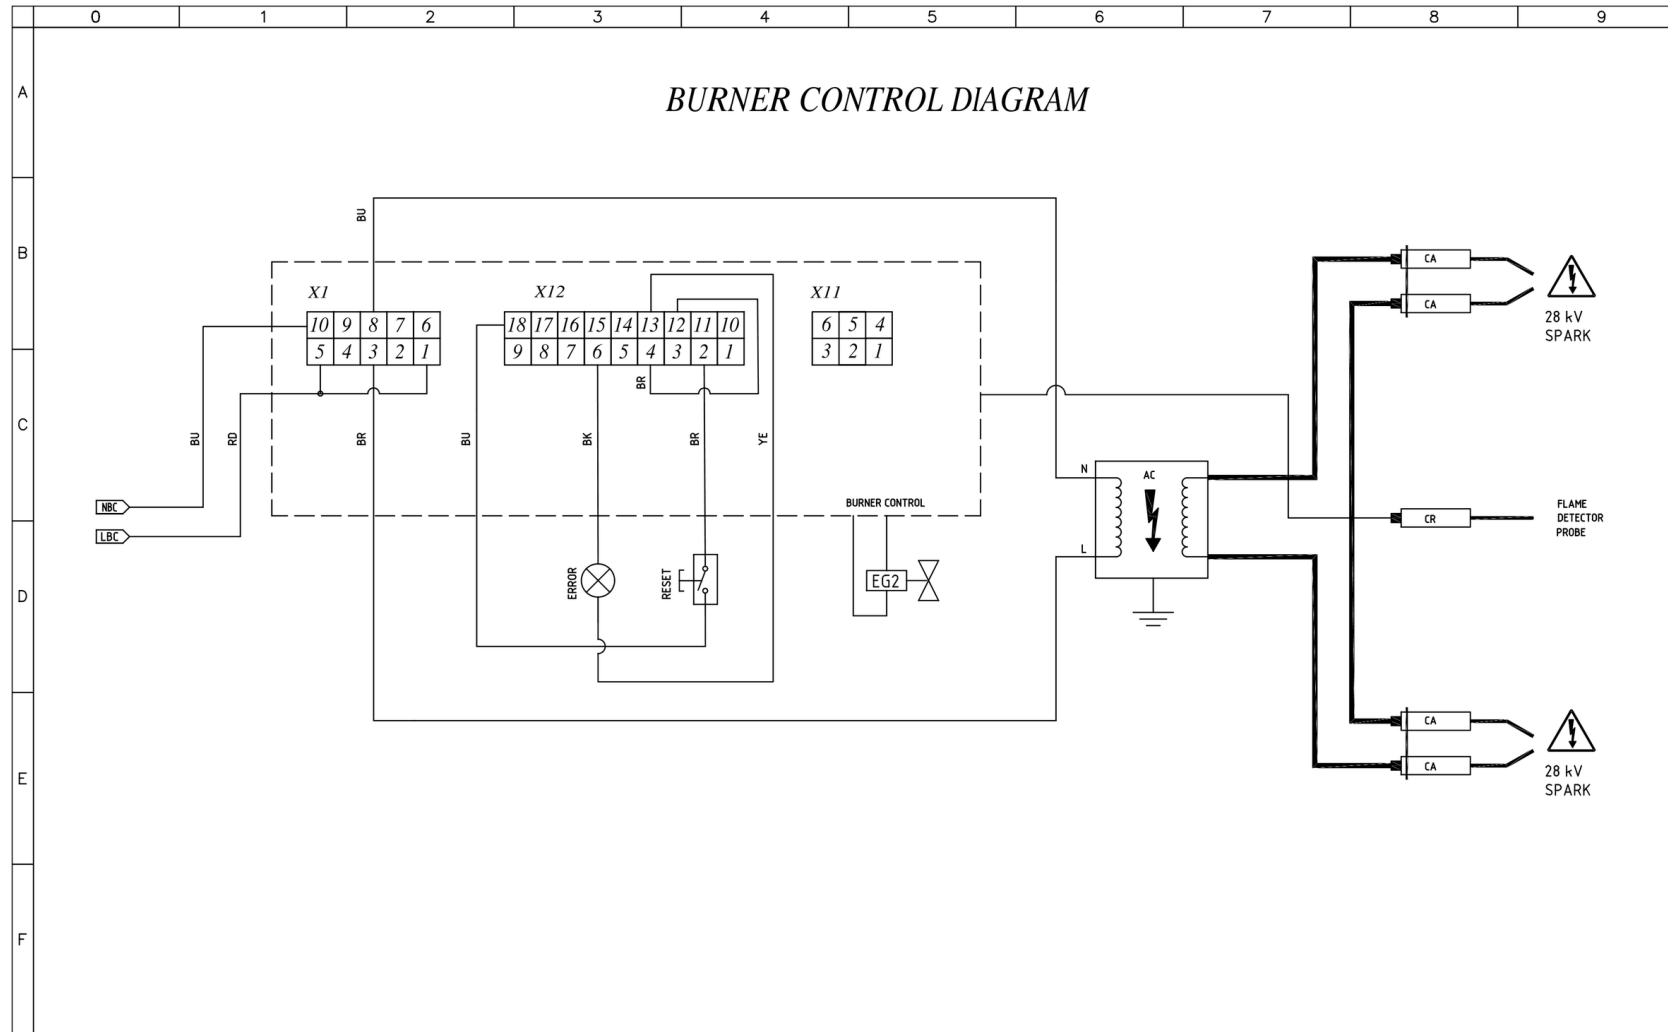 0 1 2 3 4 5 6 7 8 9
A
BURNER CONTROL DIAGRAM
BU
B
X1 X12 X11
10 9 8 7 6
5 4 3 2 1
18 17 16 15 14 13 12 11 10
9 8 7 6 5 4 3 2 1
6 5 4
3 2 1
CA
CA
28 kV
SPARK
BR
C
BU
RD
BR
BU
BK
BR
YE
N
AC
L
NBC
LBC
BURNER CONTROL
CR
FLAME
DETECTOR
PROBE
D
ERROR
RESET
EG2
E
CA
CA
28 kV
SPARK
F